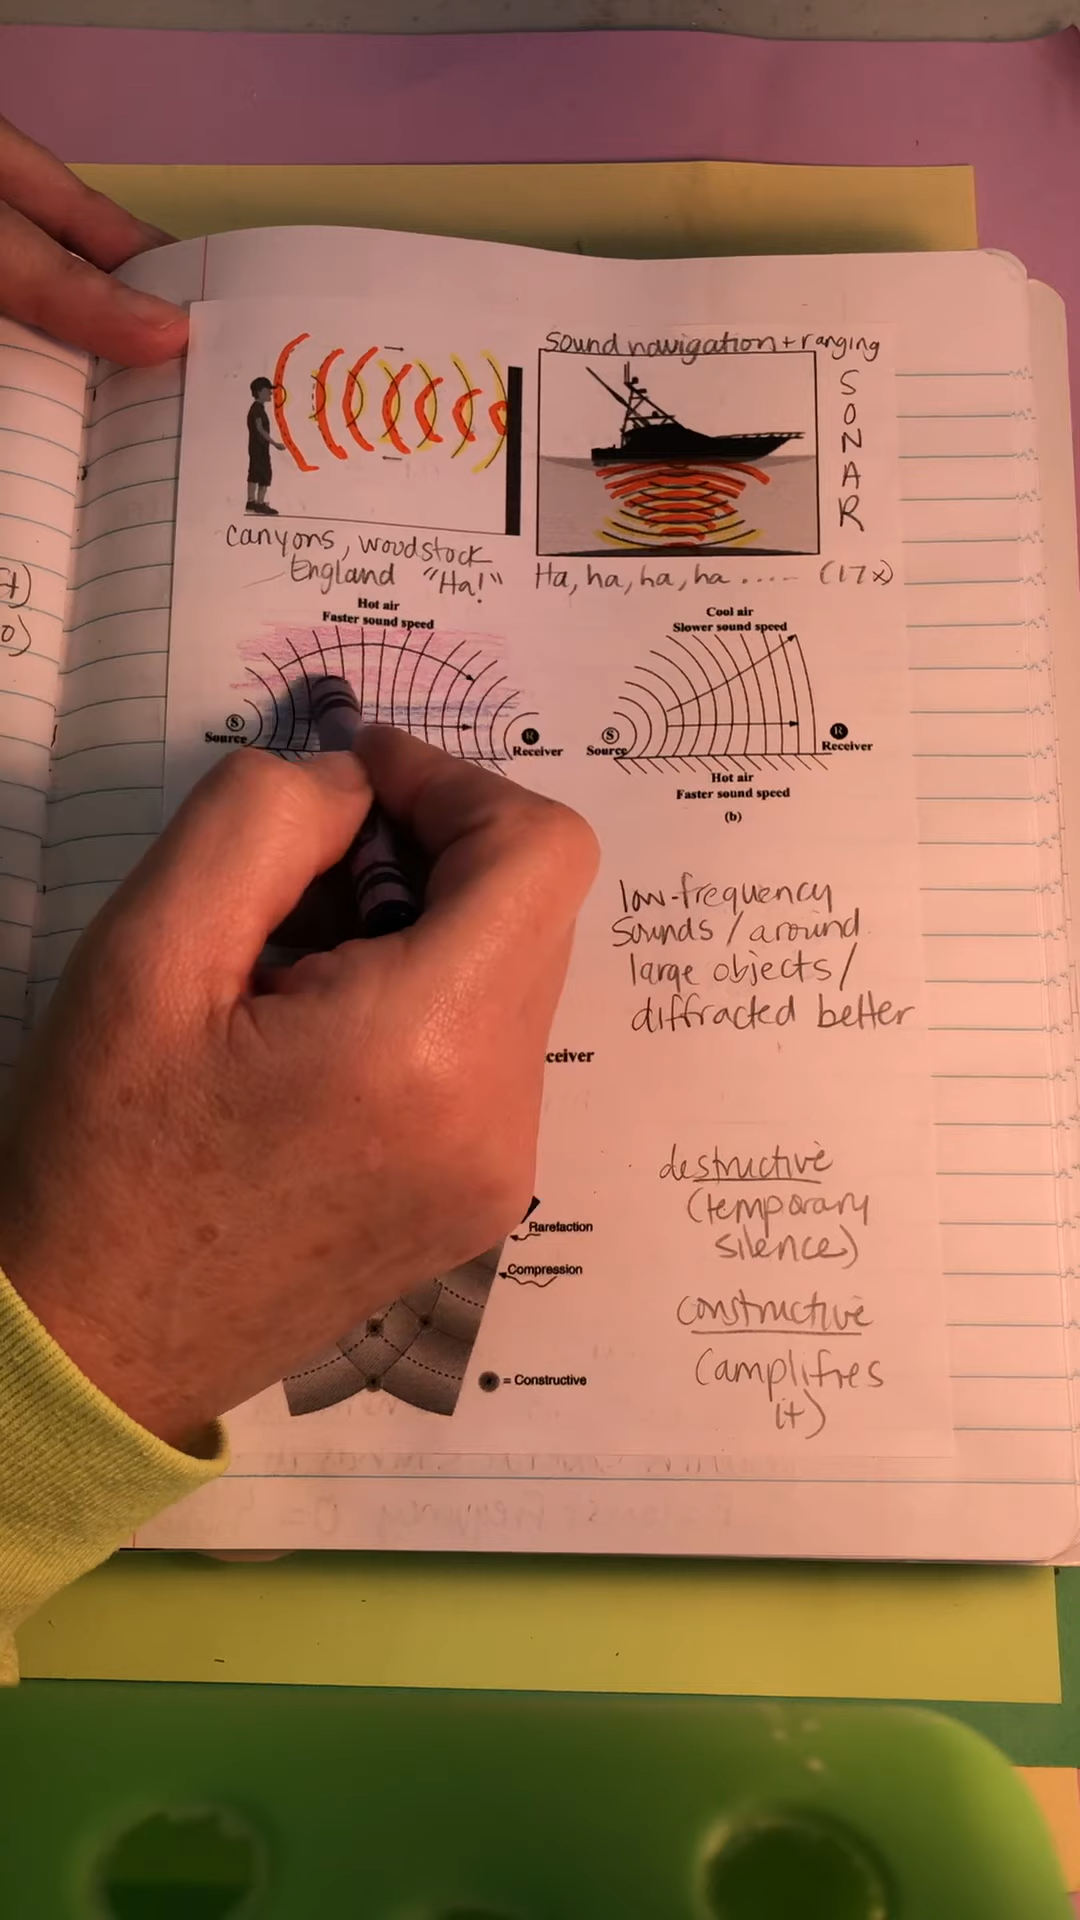 Sound navigation + ranging
S
O
N
A
R
canyons, woodstock
England "Ha!"
Ha, ha, ha, ha ..... (17x)
Hot air
Faster sound speed
S
Source
R
Receiver
Cool air
Slower sound speed
S
Source
R
Receiver
Hot air
Faster sound speed
(b)
low-frequency
Sounds / around
large objects/
diffracted better
ceiver
destructive
(temporary
silence)
Rarefaction
Compression
constructive
(amplifies
it)
= Constructive